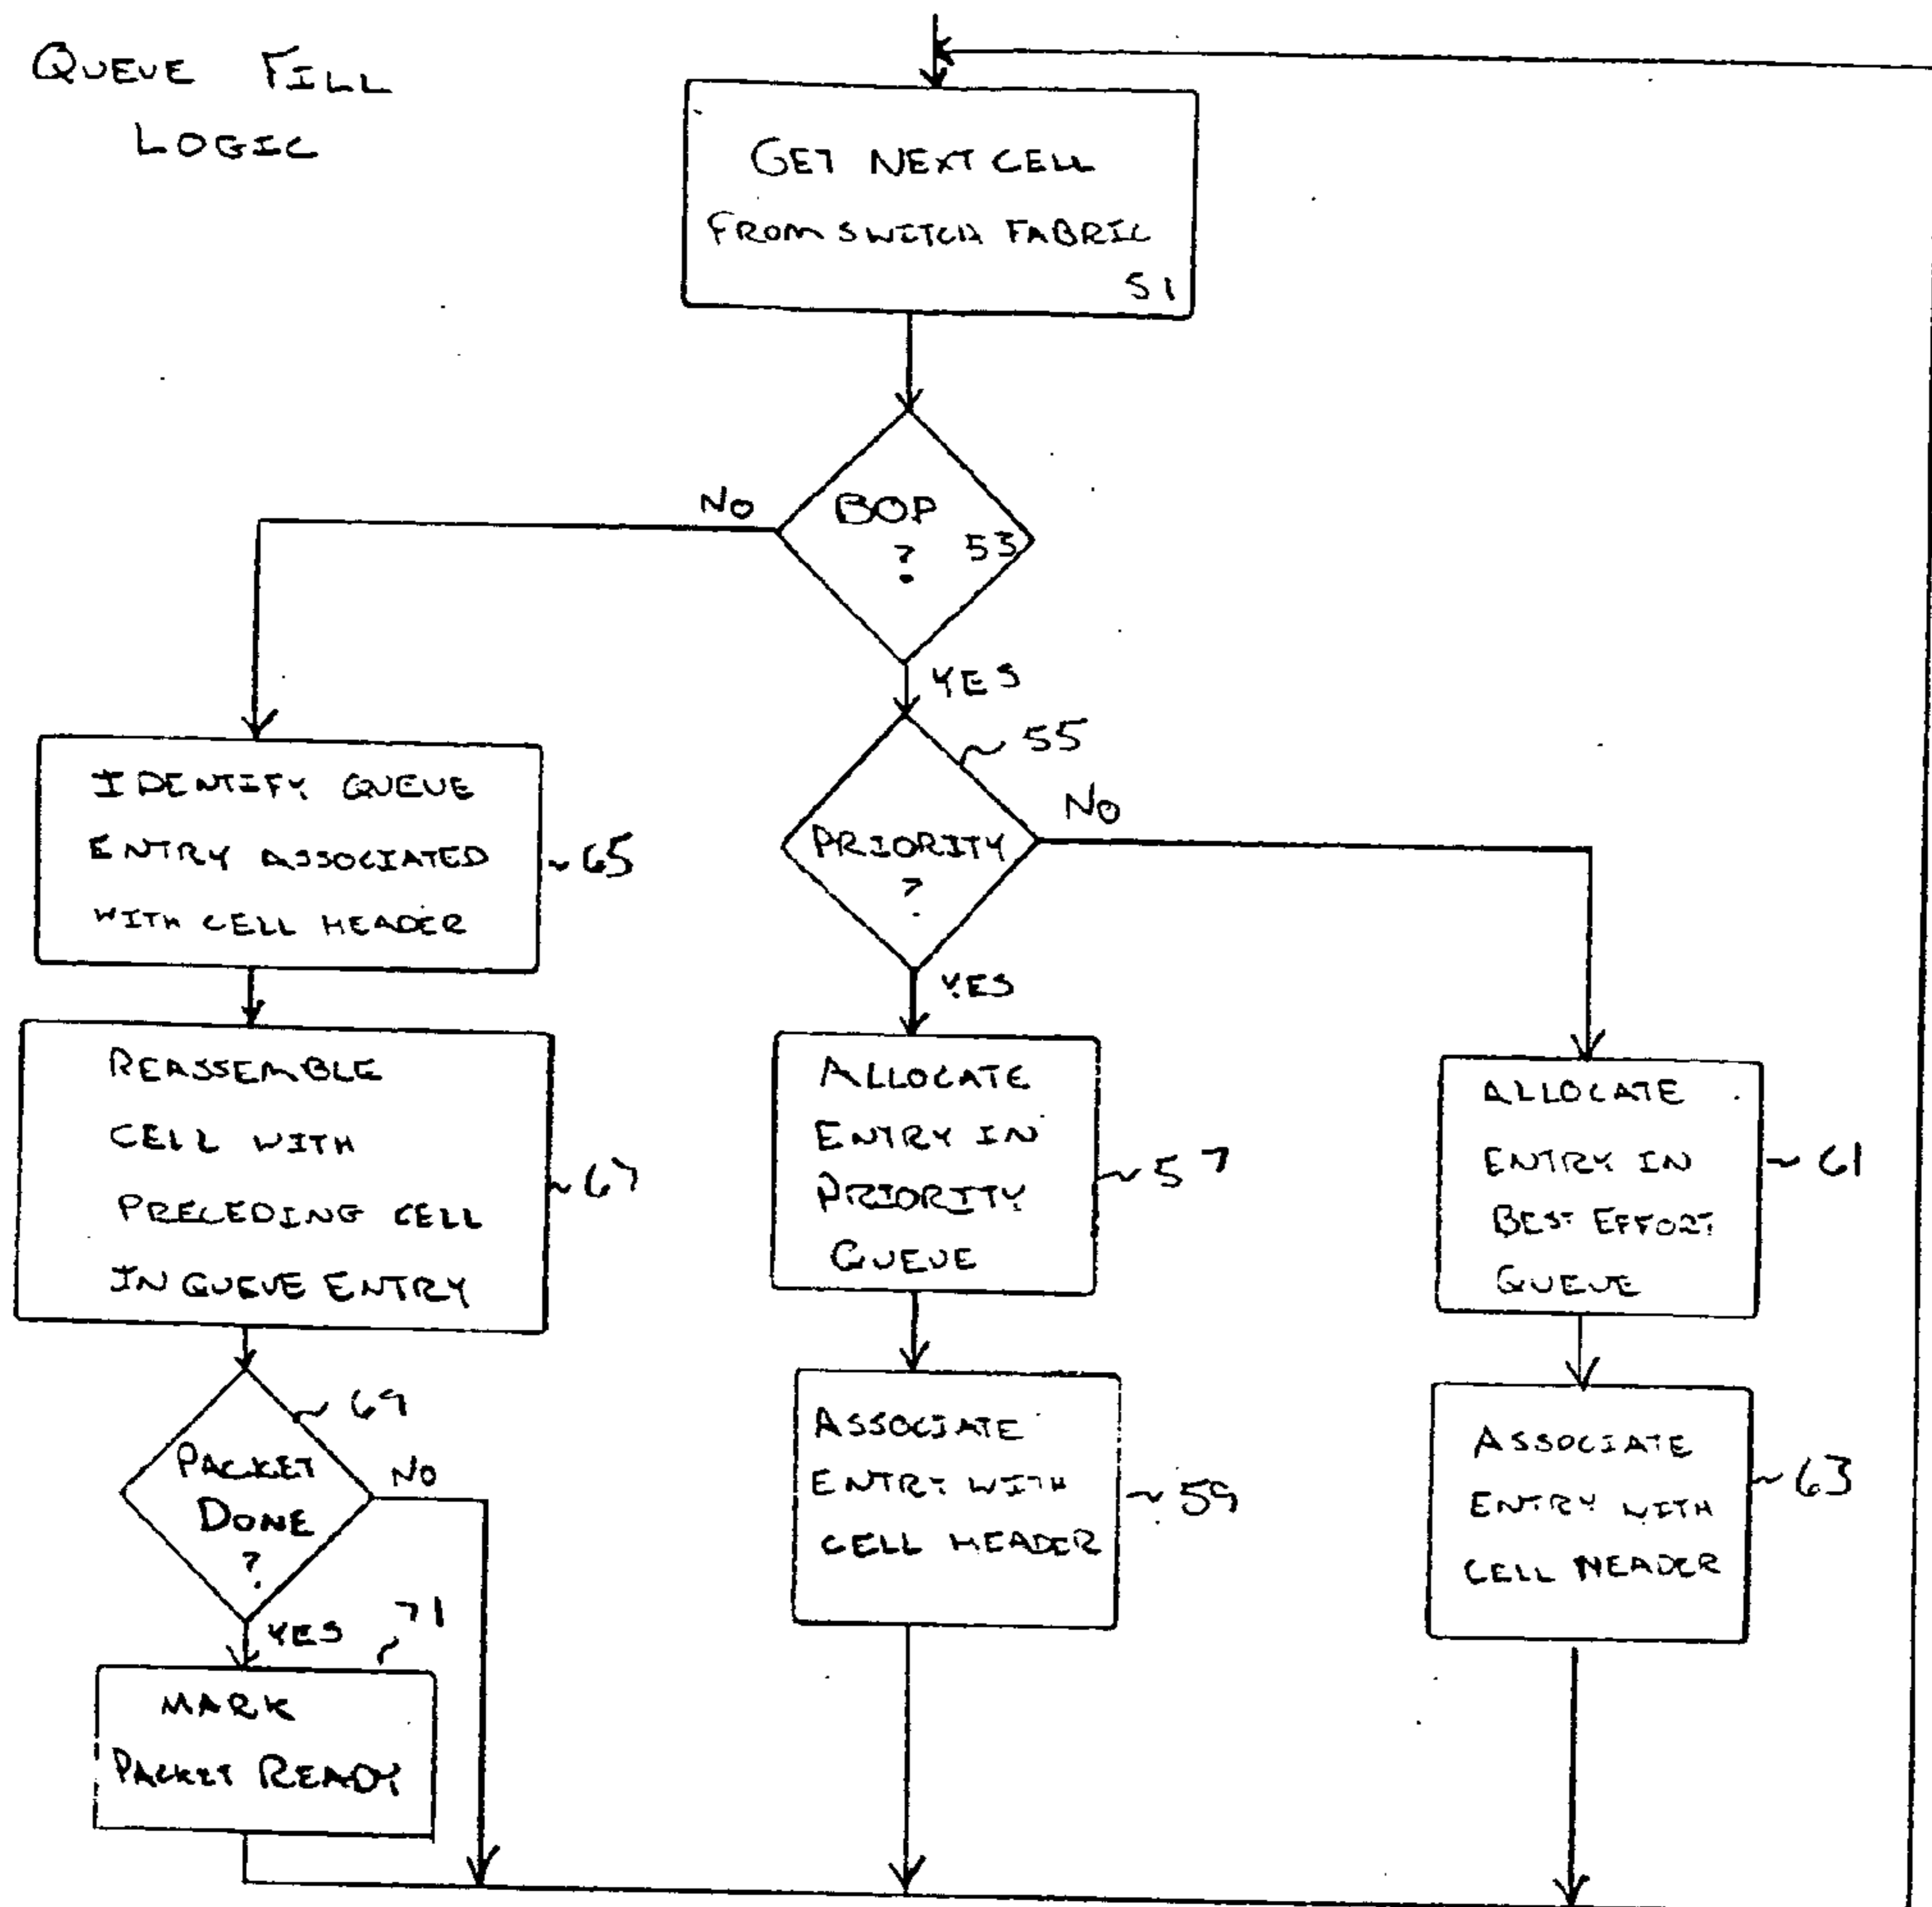 QUEUE FILL
LOGIC
GET NEXT CELL
FROM SWITCH FABRIC
51
BOP
?
53
NO
YES
55
PRIORITY
?
NO
YES
IDENTIFY QUEUE
ENTRY ASSOCIATED
WITH CELL HEADER
65
REASSEMBLE
CELL WITH
PRECEDING CELL
IN QUEUE ENTRY
67
ALLOCATE
ENTRY IN
PRIORITY
QUEUE
57
ALLOCATE
ENTRY IN
BEST EFFORT
QUEUE
61
69
PACKET
DONE
?
NO
YES
71
MARK
PACKET READY
ASSOCIATE
ENTRY WITH
CELL HEADER
59
ASSOCIATE
ENTRY WITH
CELL HEADER
63